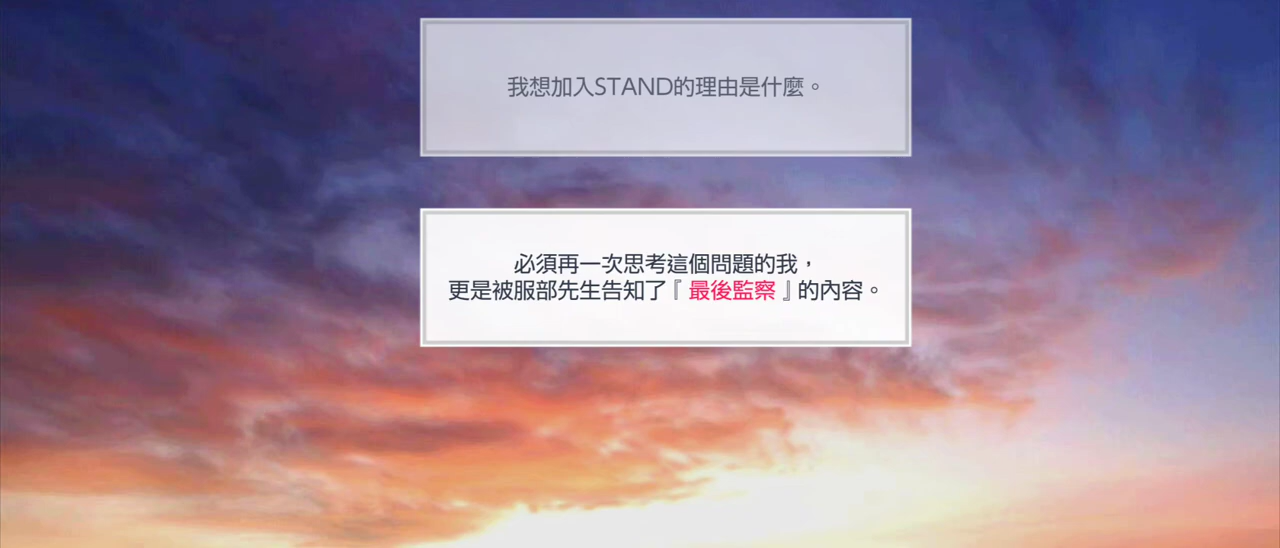 我想加入STAND的理由是什麼。
必須再一次思考這個問題的我，
更是被服部先生告知了『最後監察』的內容。